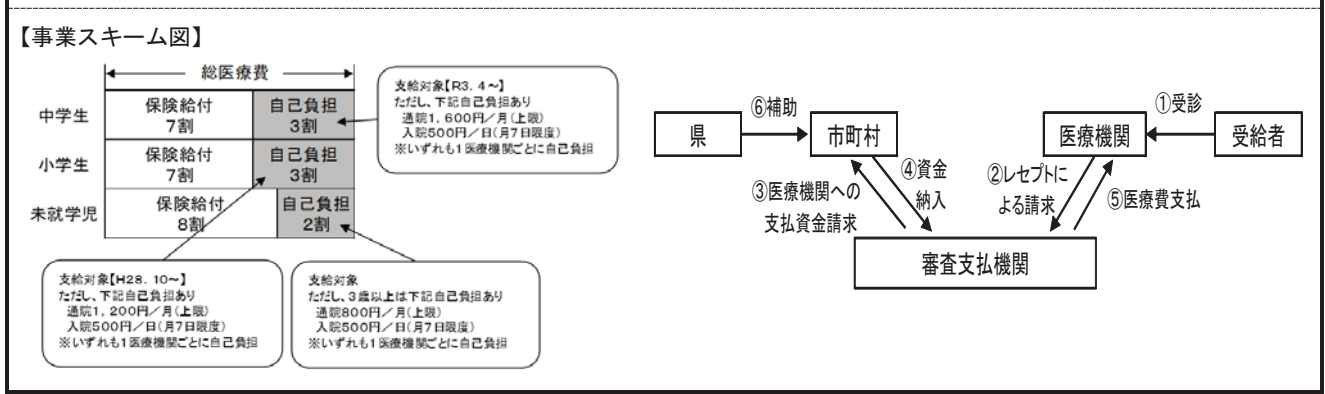 【事業スキーム図】
総医療費
中学生
保険給付
7割
自己負担
3割
小学生
保険給付
7割
自己負担
3割
未就学児
保険給付
8割
自己負担
2割
支給対象【R3.4～】
ただし、下記自己負担あり
通院1,600円/月(上限)
入院500円/日(月7日限度)
※いずれも1医療機関ごとに自己負担
支給対象【H28.10～】
ただし、下記自己負担あり
通院1,200円/月(上限)
入院500円/日(月7日限度)
※いずれも1医療機関ごとに自己負担
支給対象
ただし、3歳以上は下記自己負担あり
通院800円/月(上限)
入院500円/日(月7日限度)
※いずれも1医療機関ごとに自己負担
県
⑥補助
市町村
医療機関
①受診
受給者
③医療機関への
支払資金請求
④資金
納入
②レセプトに
よる請求
⑤医療費支払
審査支払機関